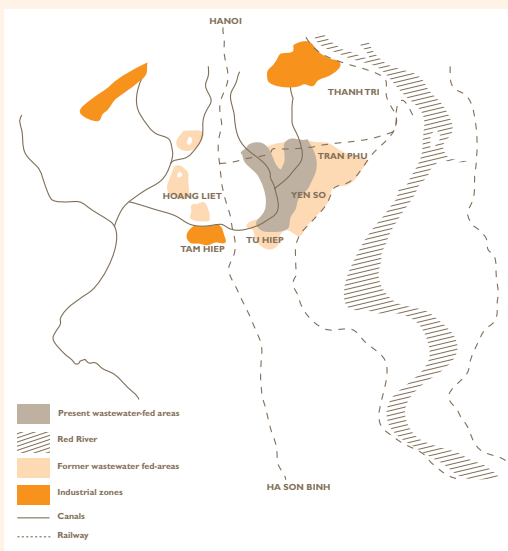 HANOI
THANH TRI
TRAN PHU
HOANG LIET
YEN SO
TU HIEP
TAM HIEP
HA SON BINH
Present wastewater-fed areas
Red River
Former wastewater fed-areas
Industrial zones
Canals
Railway